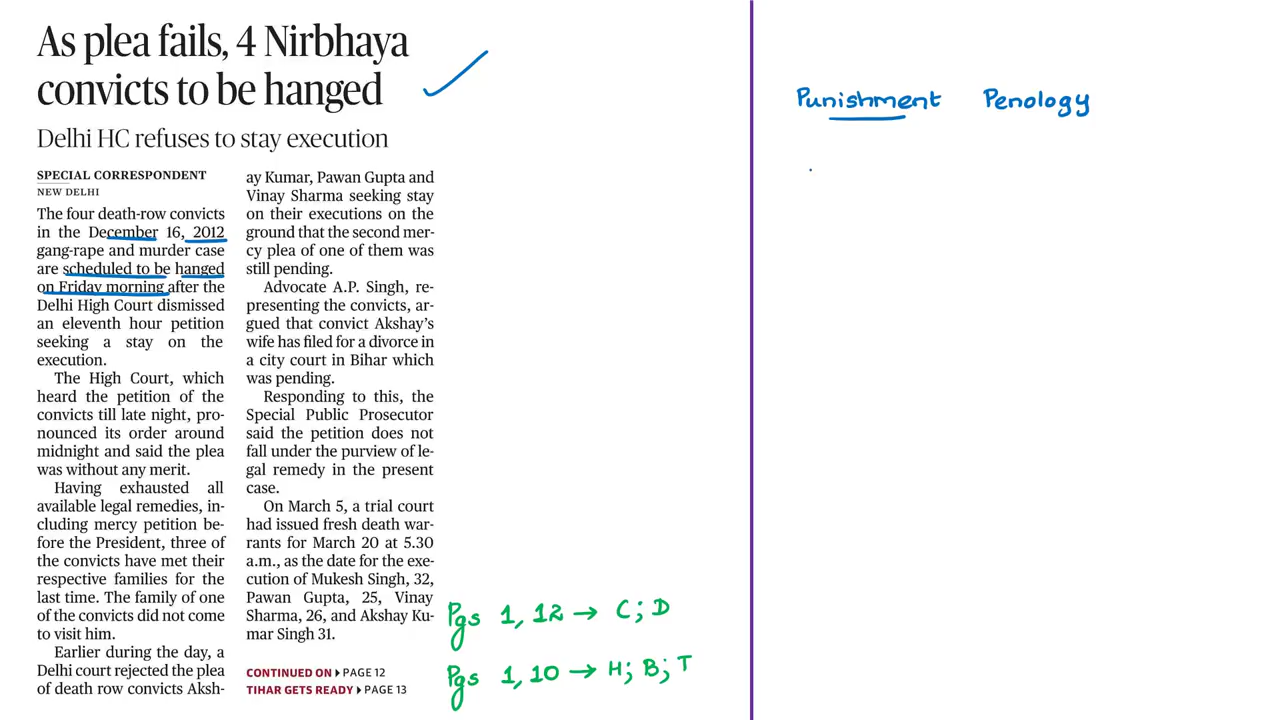 As plea fails, 4 Nirbhaya
convicts to be hanged
Delhi HC refuses to stay execution
SPECIAL CORRESPONDENT
NEW DELHI
The four death-row convicts
in the December 16, 2012
gang-rape and murder case
are scheduled to be hanged
on Friday morning after the
Delhi High Court dismissed
an eleventh hour petition
seeking a stay on the
execution.
The High Court, which
heard the petition of the
convicts till late night, pro-
nounced its order around
midnight and said the plea
was without any merit.
Having exhausted all
available legal remedies, in-
cluding mercy petition be-
fore the President, three of
the convicts have met their
respective families for the
last time. The family of one
of the convicts did not come
to visit him.
Earlier during the day, a
Delhi court rejected the plea
of death row convicts Aksh-
ay Kumar, Pawan Gupta and
Vinay Sharma seeking stay
on their executions on the
ground that the second mer-
cy plea of one of them was
still pending.
Advocate A.P. Singh, re-
presenting the convicts, ar-
gued that convict Akshay's
wife has filed for a divorce in
a city court in Bihar which
was pending.
Responding to this, the
Special Public Prosecutor
said the petition does not
fall under the purview of le-
gal remedy in the present
case.
On March 5, a trial court
had issued fresh death war-
rants for March 20 at 5.30
a.m., as the date for the exe-
cution of Mukesh Singh, 32,
Pawan Gupta, 25, Vinay
Sharma, 26, and Akshay Ku-
mar Singh 31.
CONTINUED ON PAGE 12
TIHAR GETS READY PAGE 13
Pgs 1, 12 → C; D
Pgs 1, 10 → H; B; T
Punishment Penology